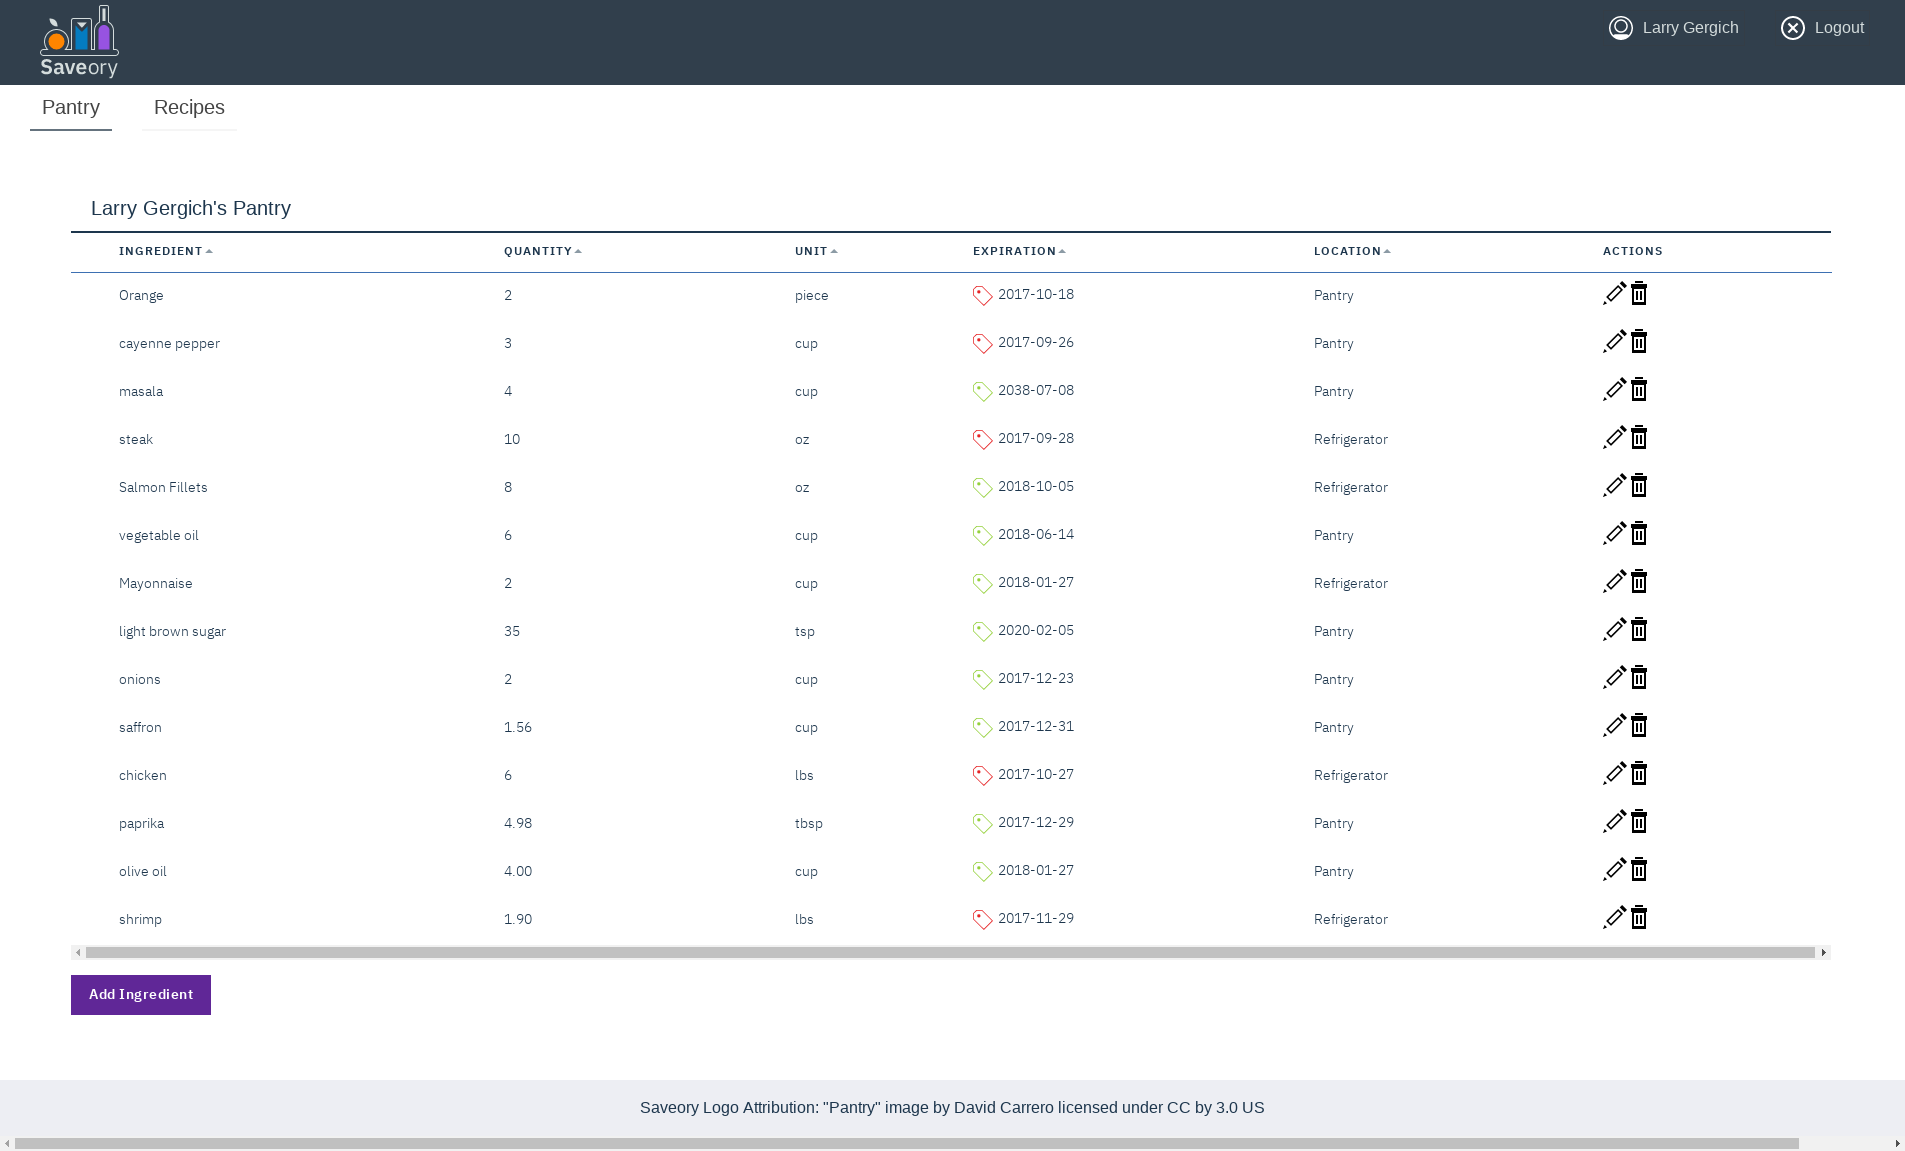 Saveory
Larry Gergich
Logout
Pantry
Recipes
Larry Gergich's Pantry
INGREDIENT QUANTITY UNIT EXPIRATION LOCATION ACTIONS
Orange 2 piece 2017-10-18 Pantry
cayenne pepper 3 cup 2017-09-26 Pantry
masala 4 cup 2038-07-08 Pantry
steak 10 oz 2017-09-28 Refrigerator
Salmon Fillets 8 oz 2018-10-05 Refrigerator
vegetable oil 6 cup 2018-06-14 Pantry
Mayonnaise 2 cup 2018-01-27 Refrigerator
light brown sugar 35 tsp 2020-02-05 Pantry
onions 2 cup 2017-12-23 Pantry
saffron 1.56 cup 2017-12-31 Pantry
chicken 6 lbs 2017-10-27 Refrigerator
paprika 4.98 tbsp 2017-12-29 Pantry
olive oil 4.00 cup 2018-01-27 Pantry
shrimp 1.90 lbs 2017-11-29 Refrigerator
Add Ingredient
Saveory Logo Attribution: "Pantry" image by David Carrero licensed under CC by 3.0 US